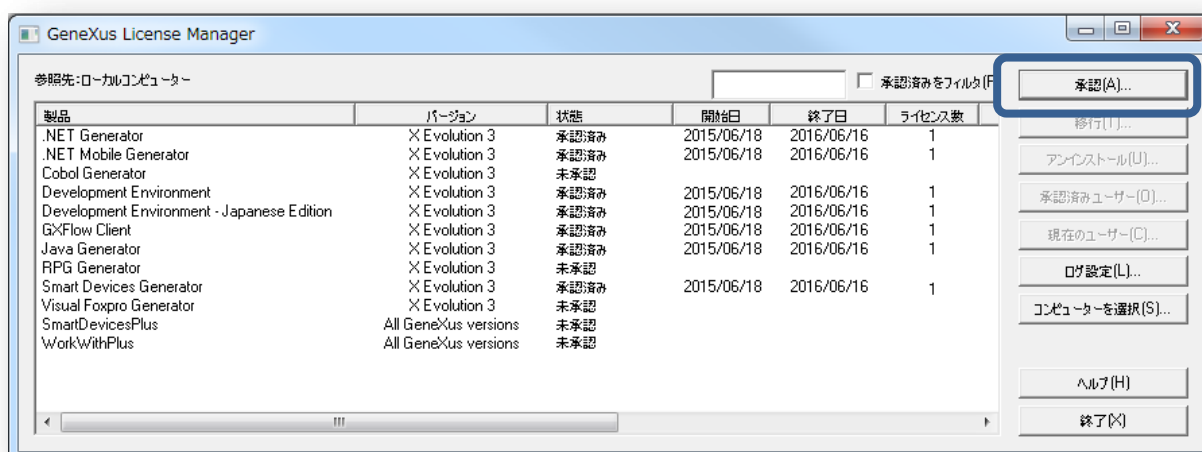 GeneXus License Manager
参照先:ローカルコンピューター
承認済みをフィルタ(F
承認(A)...
製品 バージョン 状態 開始日 終了日 ライセンス数
.NET Generator X Evolution 3 承認済み 2015/06/18 2016/06/16 1
.NET Mobile Generator X Evolution 3 承認済み 2015/06/18 2016/06/16 1
Cobol Generator X Evolution 3 未承認
Development Environment X Evolution 3 承認済み 2015/06/18 2016/06/16 1
Development Environment - Japanese Edition X Evolution 3 承認済み 2015/06/18 2016/06/16 1
GXFlow Client X Evolution 3 承認済み 2015/06/18 2016/06/16 1
Java Generator X Evolution 3 承認済み 2015/06/18 2016/06/16 1
RPG Generator X Evolution 3 未承認
Smart Devices Generator X Evolution 3 承認済み 2015/06/18 2016/06/16 1
Visual Foxpro Generator X Evolution 3 未承認
SmartDevicesPlus All GeneXus versions 未承認
WorkWithPlus All GeneXus versions 未承認
移行(T)...
アンインストール(U)...
承認済みユーザー(O)...
現在のユーザー(C)...
ログ設定(L)...
コンピューターを選択(S)...
ヘルプ(H)
終了(X)